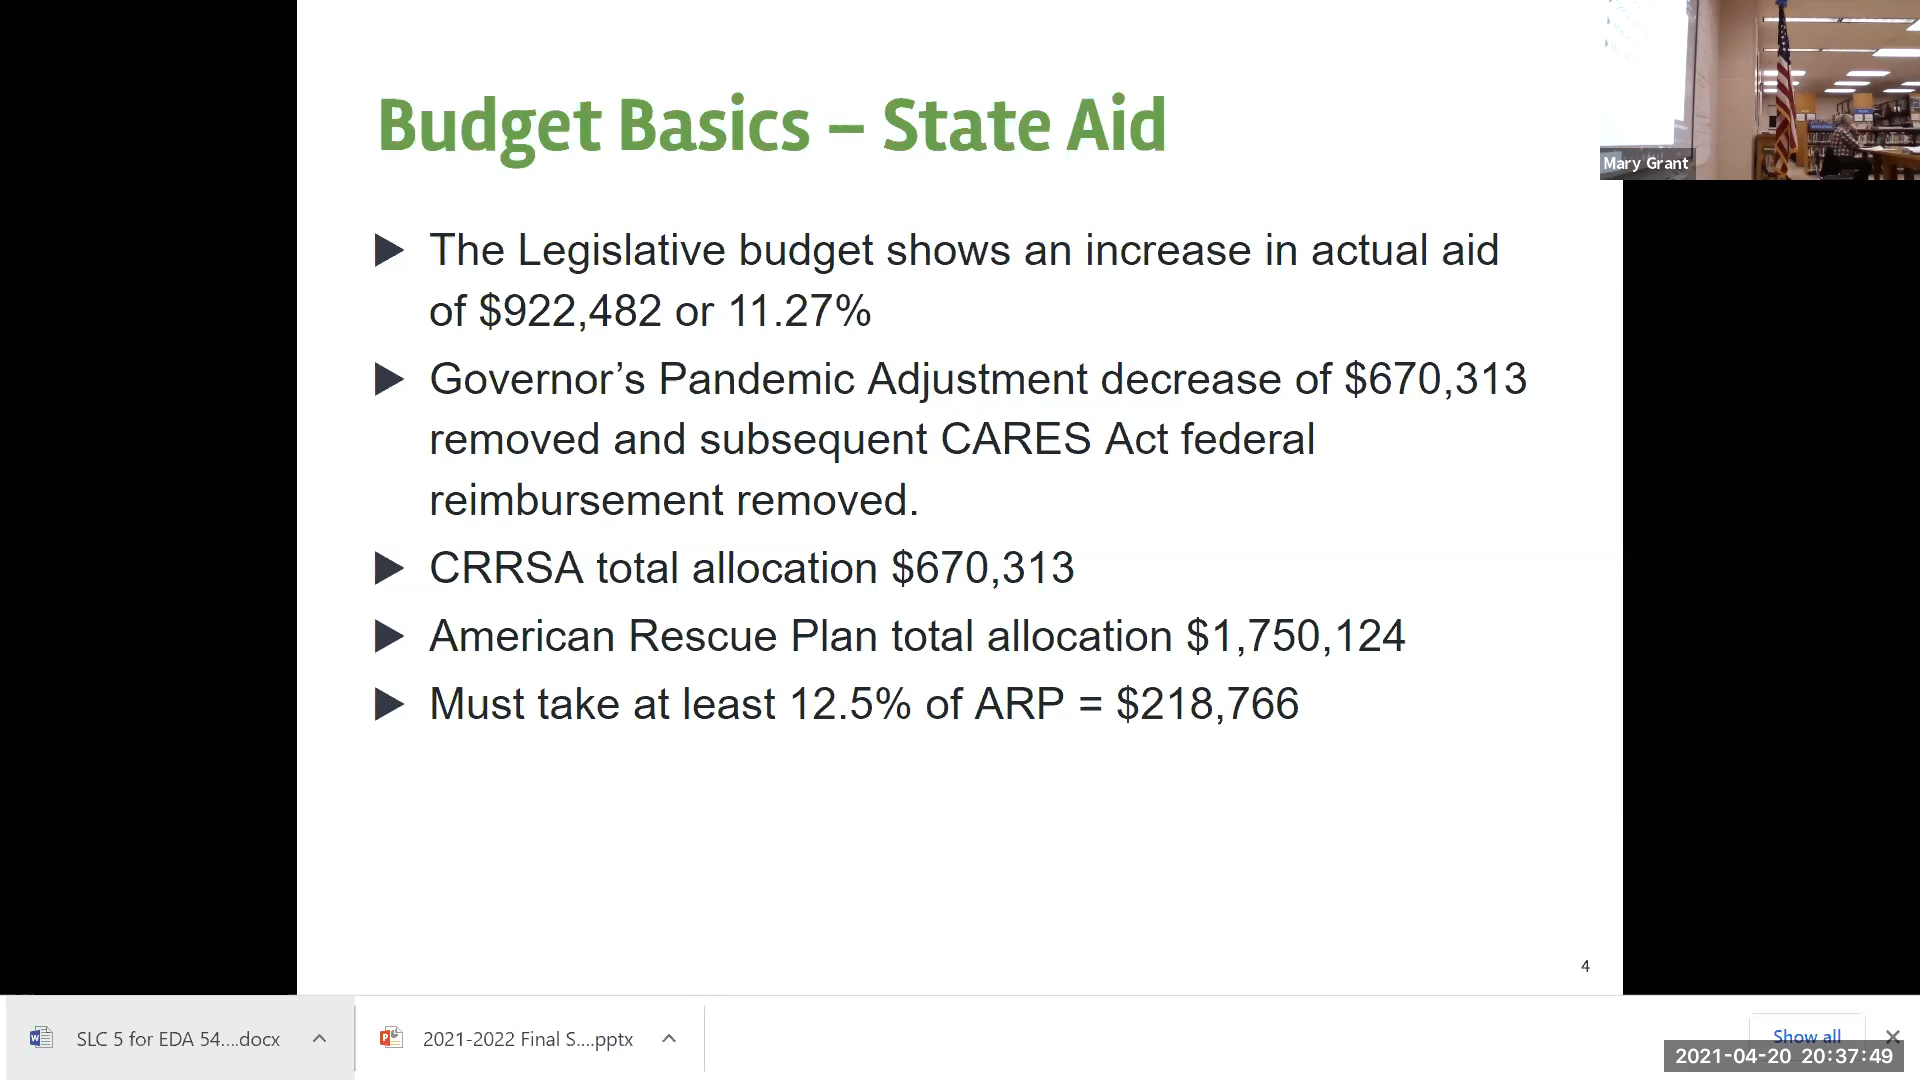 Budget Basics – State Aid
The Legislative budget shows an increase in actual aid
of $922,482 or 11.27%
Governor’s Pandemic Adjustment decrease of $670,313
removed and subsequent CARES Act federal
reimbursement removed.
CRRSA total allocation $670,313
American Rescue Plan total allocation $1,750,124
Must take at least 12.5% of ARP = $218,766
4
Mary Grant
SLC 5 for EDA 54....docx
2021-2022 Final S....pptx
Show all
2021-04-20 20:37:49